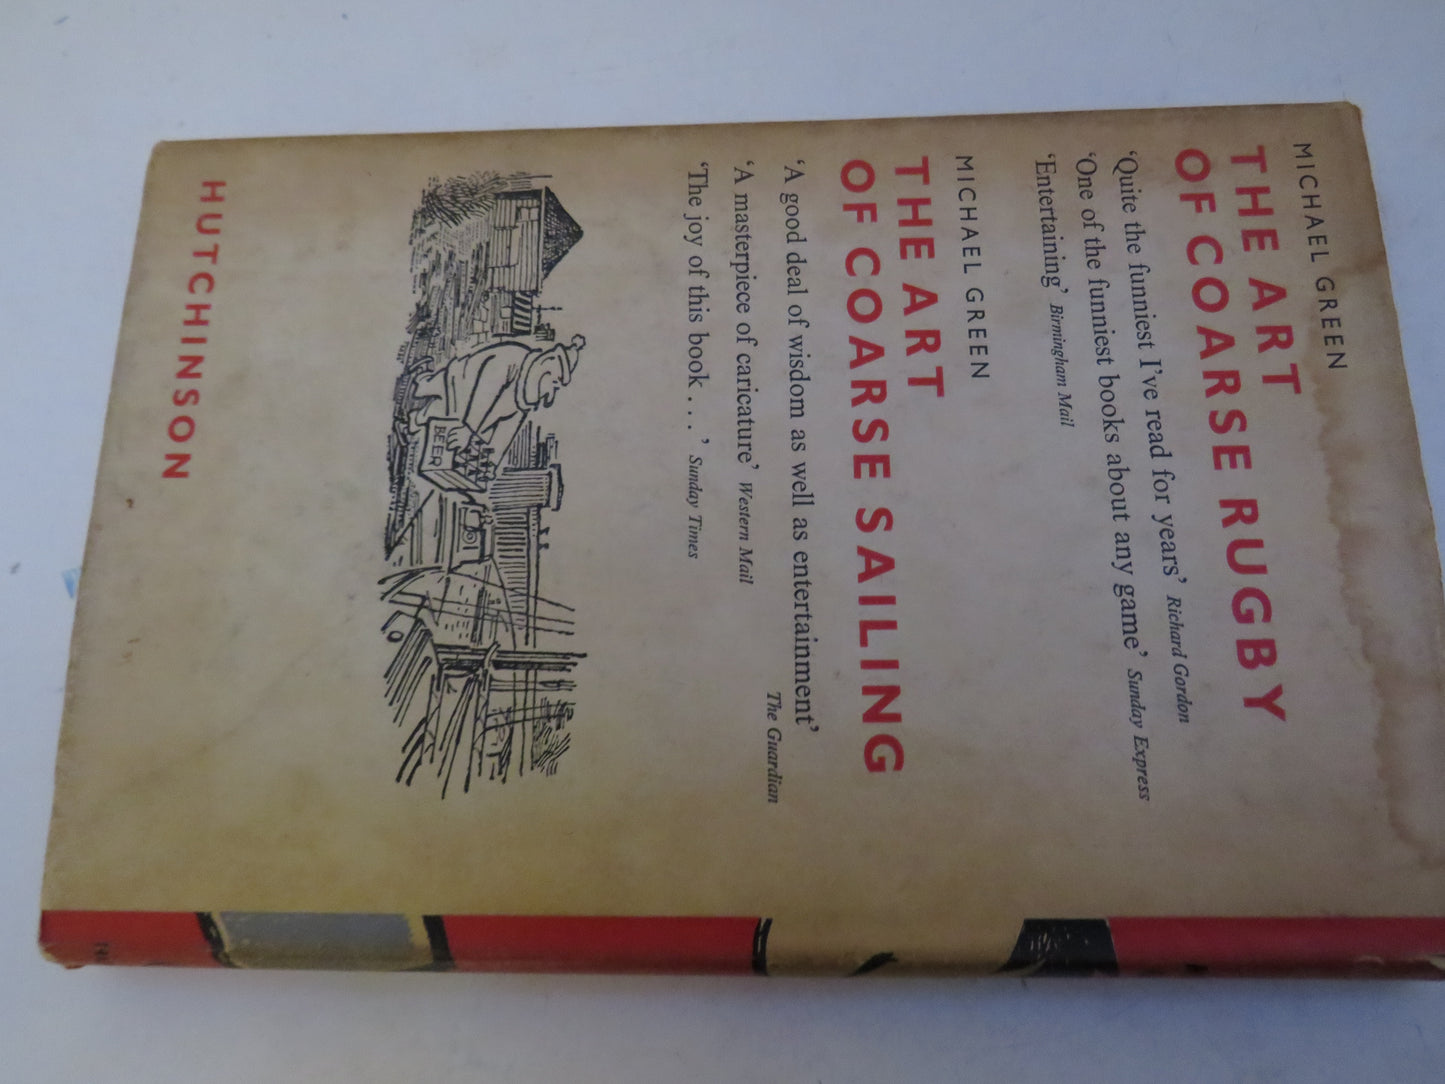 MICHAEL GREEN
THE ART
OF COARSE RUGBY
‘Quite the funniest I’ve read for years’ Richard Gordon
‘One of the funniest books about any game’ Sunday Express
‘Entertaining’ Birmingham Mail
MICHAEL GREEN
THE ART
OF COARSE SAILING
‘A good deal of wisdom as well as entertainment’
The Guardian
‘A masterpiece of caricature’ Western Mail
‘The joy of this book . . . .’ Sunday Times
BEER
HUTCHINSON